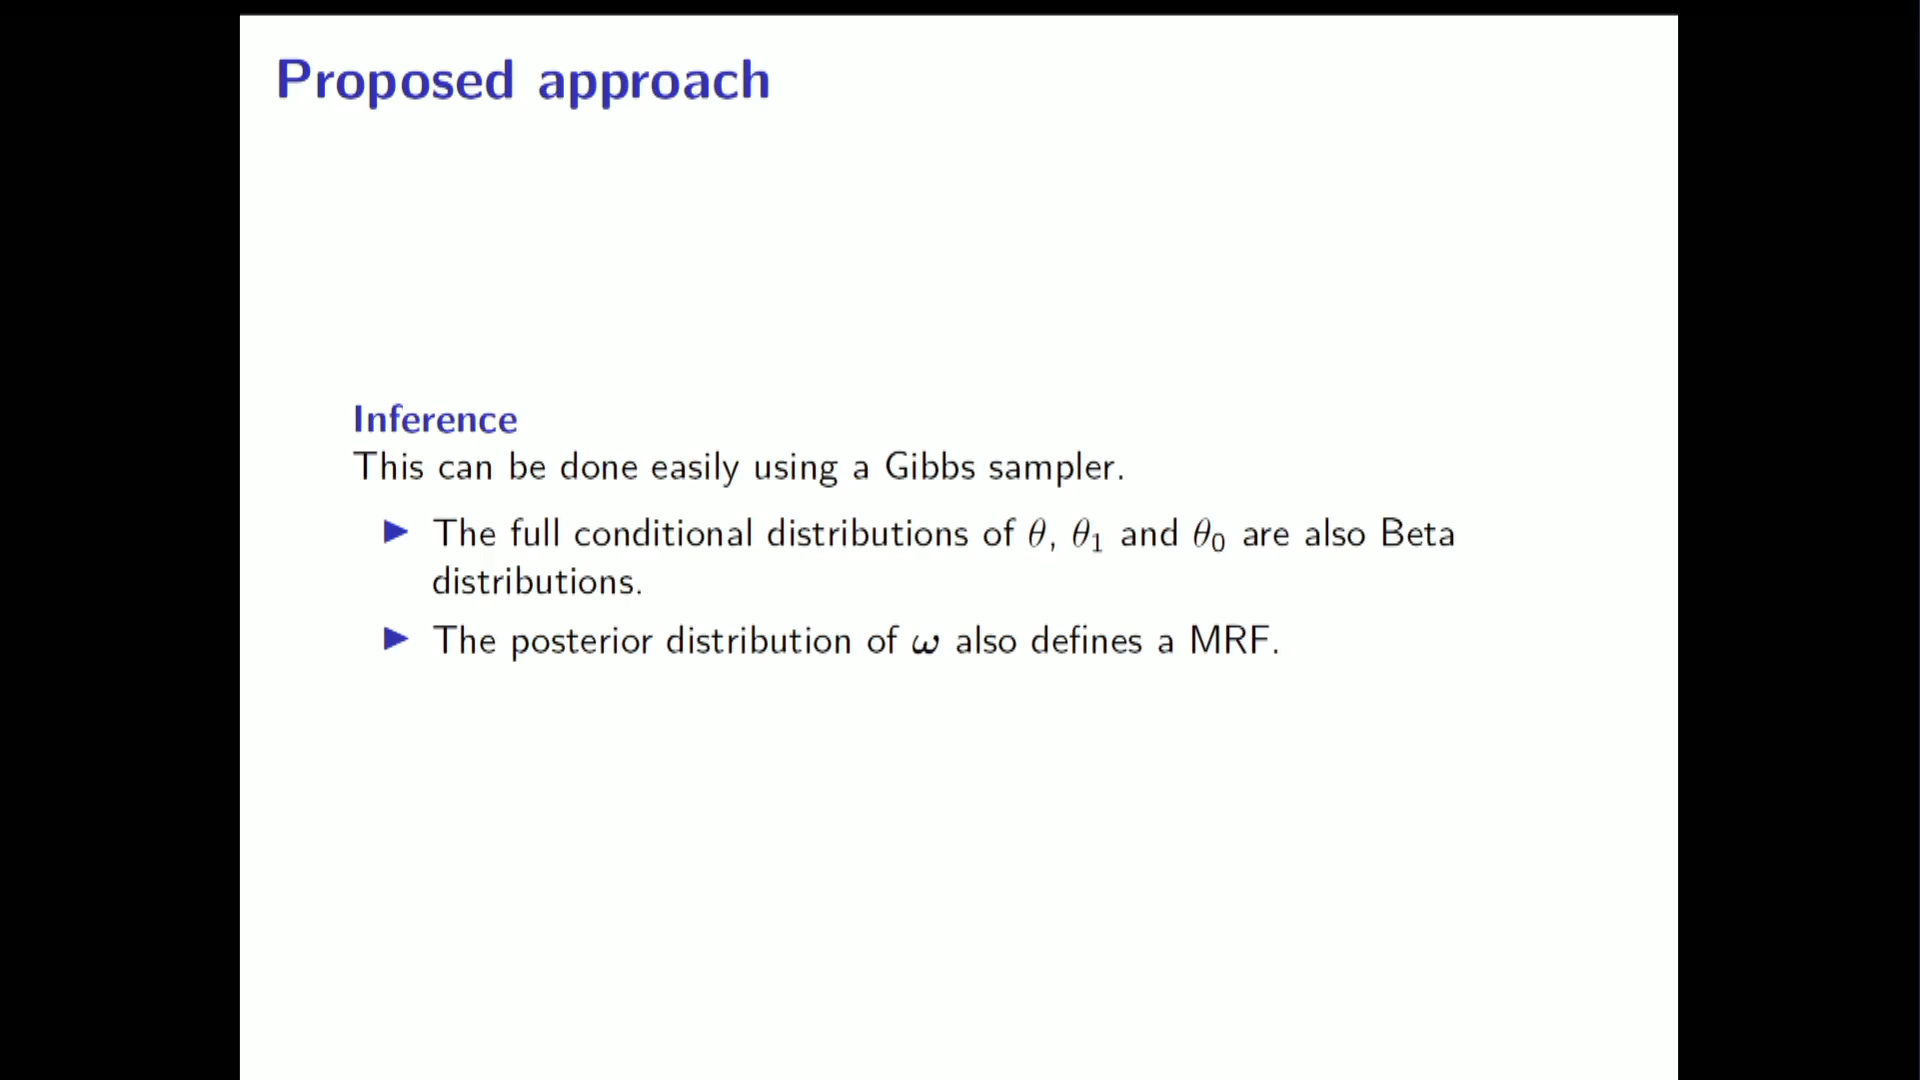 Proposed approach
Inference
This can be done easily using a Gibbs sampler.
▶ The full conditional distributions of θ, θ₁ and θ₀ are also Beta
distributions.
▶ The posterior distribution of ω also defines a MRF.